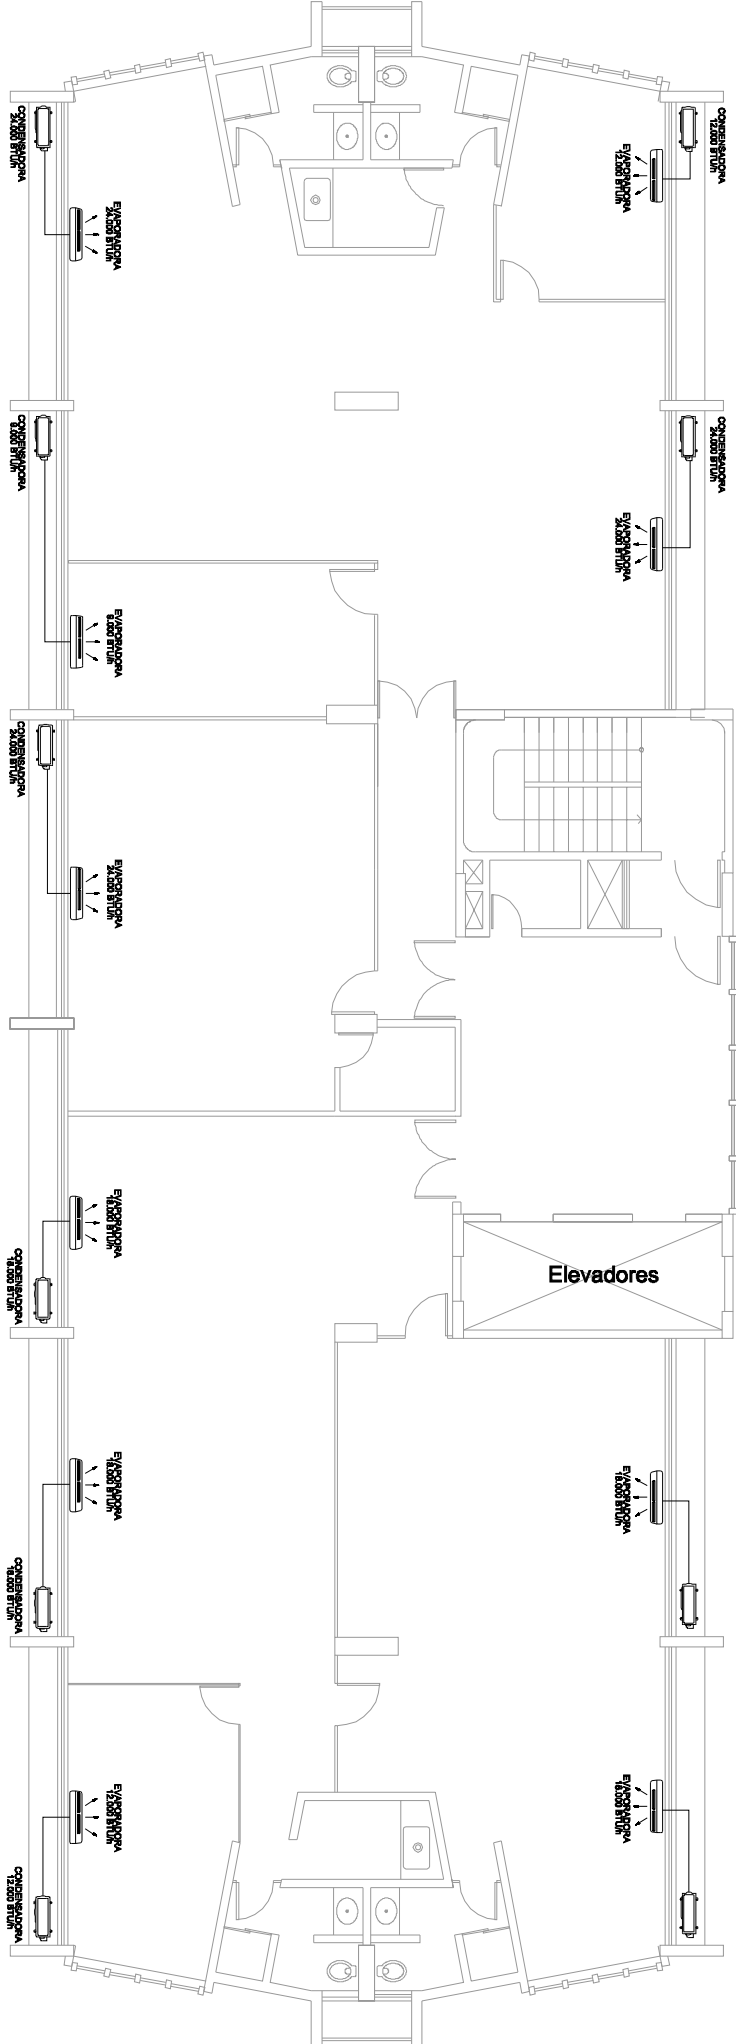 CONDENSADORA
24.000 BTU/h
CONDENSADORA
12.000 BTU/h
EVAPORADORA
12.000 BTU/h
EVAPORADORA
24.000 BTU/h
CONDENSADORA
9.000 BTU/h
CONDENSADORA
24.000 BTU/h
EVAPORADORA
24.000 BTU/h
EVAPORADORA
9.000 BTU/h
CONDENSADORA
24.000 BTU/h
EVAPORADORA
24.000 BTU/h
EVAPORADORA
18.000 BTU/h
CONDENSADORA
18.000 BTU/h
Elevadores
EVAPORADORA
18.000 BTU/h
EVAPORADORA
18.000 BTU/h
CONDENSADORA
18.000 BTU/h
EVAPORADORA
12.000 BTU/h
EVAPORADORA
18.000 BTU/h
CONDENSADORA
12.000 BTU/h